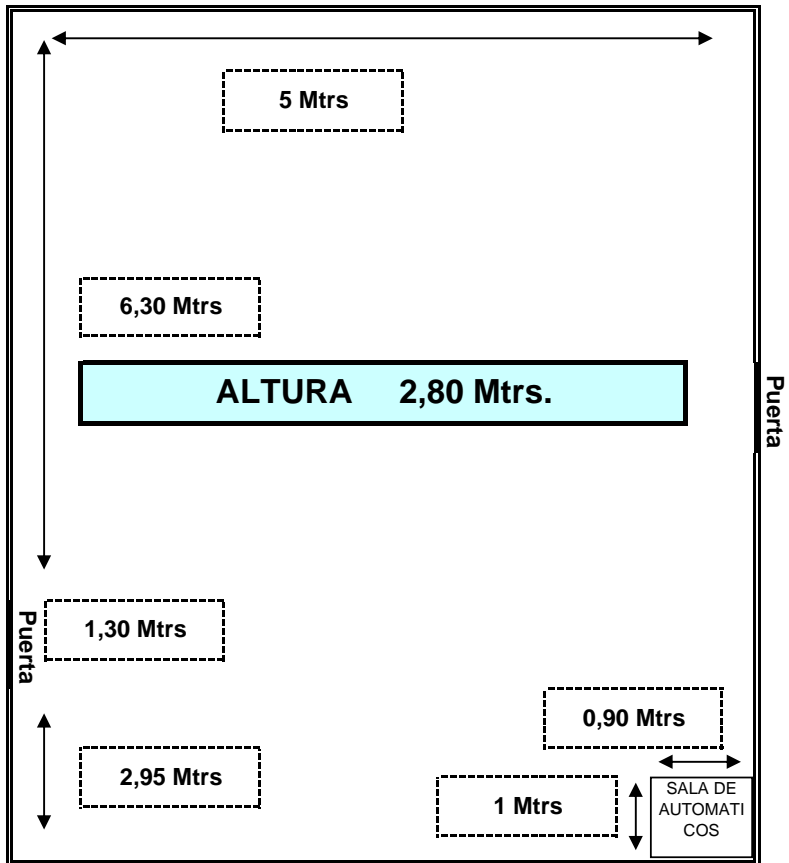 5 Mtrs
6,30 Mtrs
ALTURA 2,80 Mtrs.
Puerta
Puerta
1,30 Mtrs
0,90 Mtrs
2,95 Mtrs
1 Mtrs
SALA DE
AUTOMATI
COS